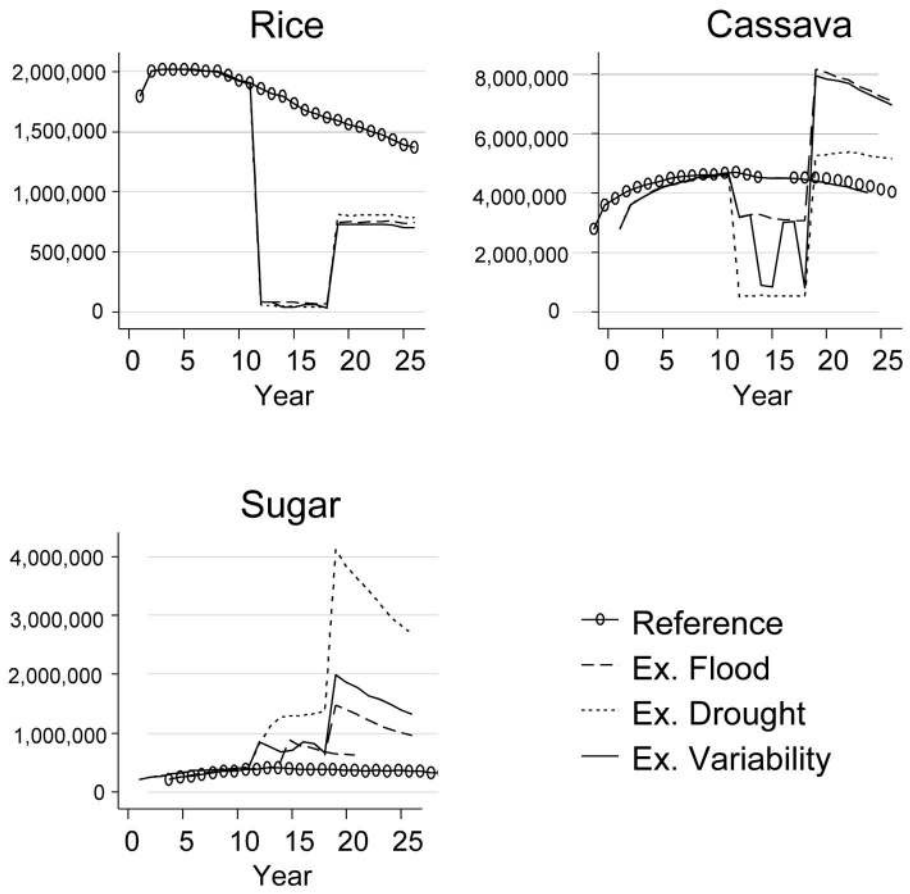 Rice
2,000,000
1,500,000
1,000,000
500,000
0
0 5 10 15 20 25
Year
Cassava
8,000,000
6,000,000
4,000,000
2,000,000
0
0 5 10 15 20 25
Year
Sugar
4,000,000
3,000,000
2,000,000
1,000,000
0
0 5 10 15 20 25
Year
Reference
Ex. Flood
Ex. Drought
Ex. Variability